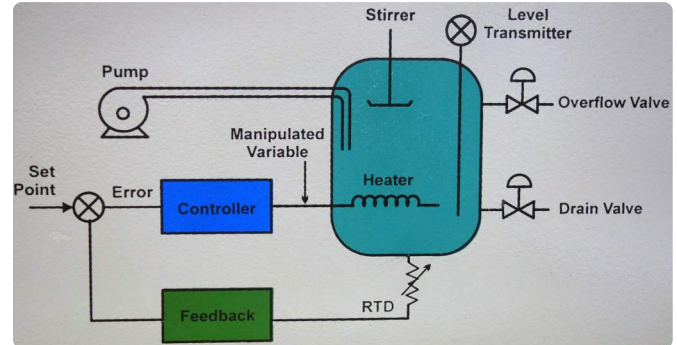 Stirrer
Level
Transmitter
Pump
Overflow Valve
Manipulated
Variable
Set
Point
Error
Controller
Heater
Drain Valve
Feedback
RTD